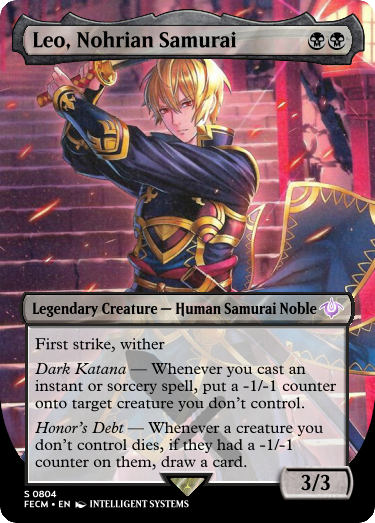 Leo, Nohrian Samurai
Legendary Creature — Human Samurai Noble
First strike, wither
Dark Katana — Whenever you cast an
instant or sorcery spell, put a -1/-1 counter
onto target creature you don't control.
Honor's Debt — Whenever a creature you
don't control dies, if they had a -1/-1
counter on them, draw a card.
3/3
S 0804
FECM • EN INTELLIGENT SYSTEMS